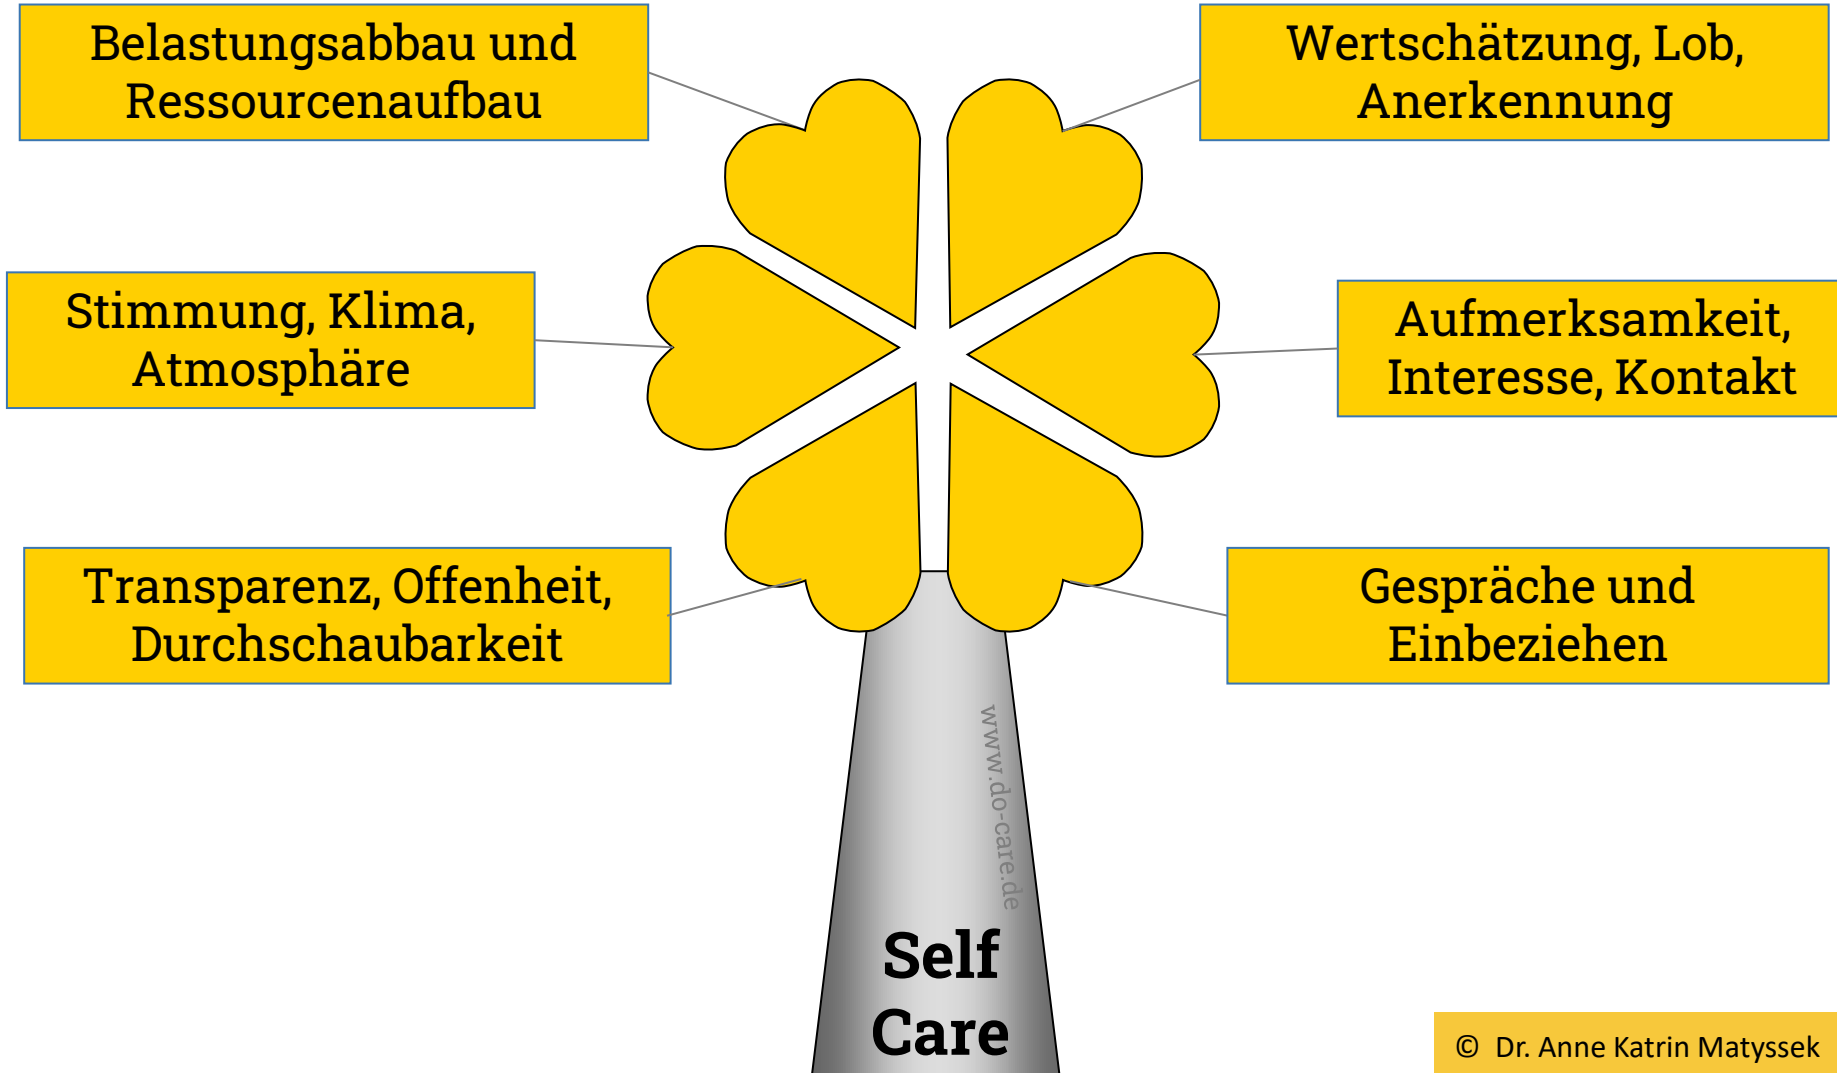 Belastungsabbau und
Ressourcenaufbau
Wertschätzung, Lob,
Anerkennung
Stimmung, Klima,
Atmosphäre
Aufmerksamkeit,
Interesse, Kontakt
Transparenz, Offenheit,
Durchschaubarkeit
Gespräche und
Einbeziehen
www.do-care.de
Self
Care
© Dr. Anne Katrin Matyssek